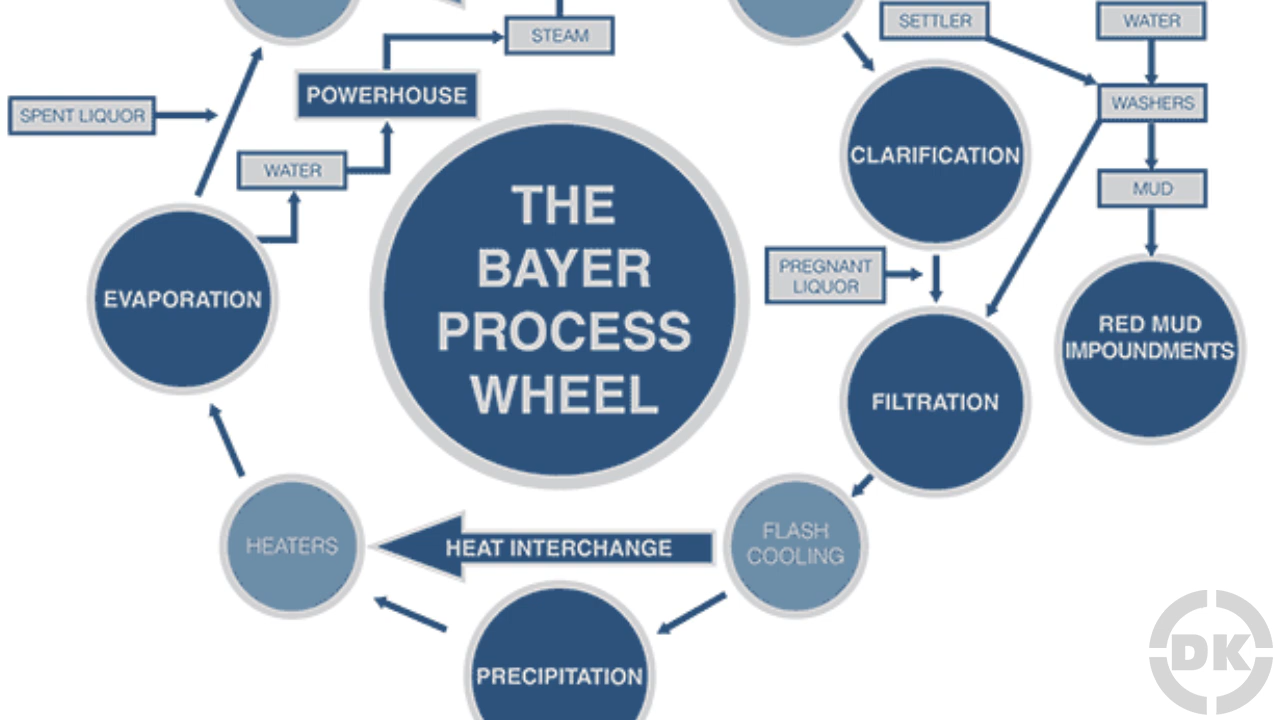 SETTLER
WATER
STEAM
POWERHOUSE
SPENT LIQUOR
WASHERS
WATER
CLARIFICATION
MUD
THE
BAYER
PROCESS
WHEEL
PREGNANT
LIQUOR
EVAPORATION
RED MUD
IMPOUNDMENTS
FILTRATION
HEATERS
HEAT INTERCHANGE
FLASH
COOLING
PRECIPITATION
DK